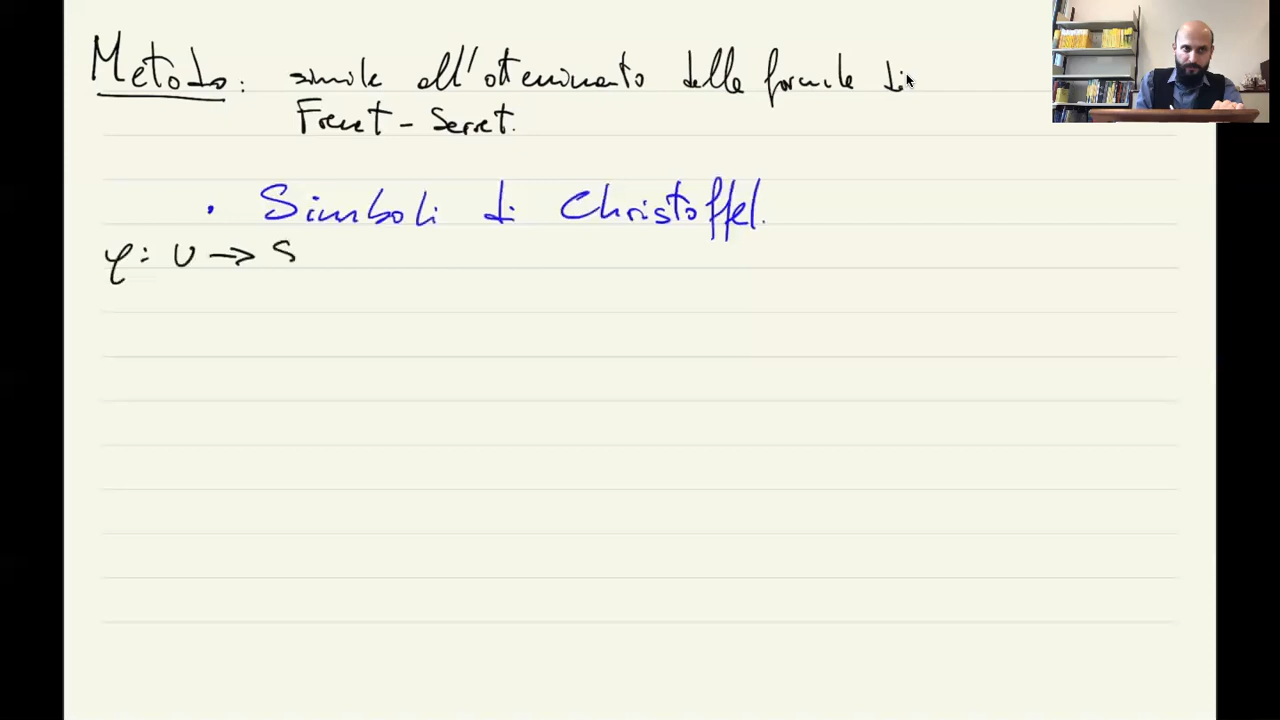 Metodo: simile all'ottenimento delle formule di
Frenet - Serret.
• Simboli di Christoffel.
φ: U → S